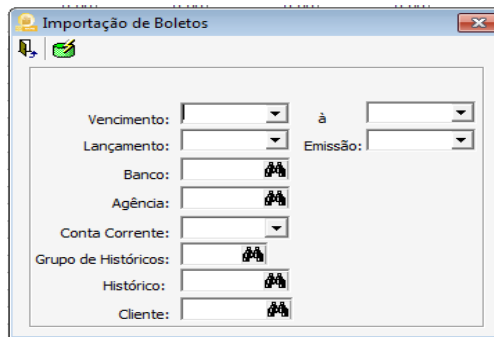 Importação de Boletos
Vencimento: à
Lançamento: Emissão:
Banco:
Agência:
Conta Corrente:
Grupo de Históricos:
Histórico:
Cliente: